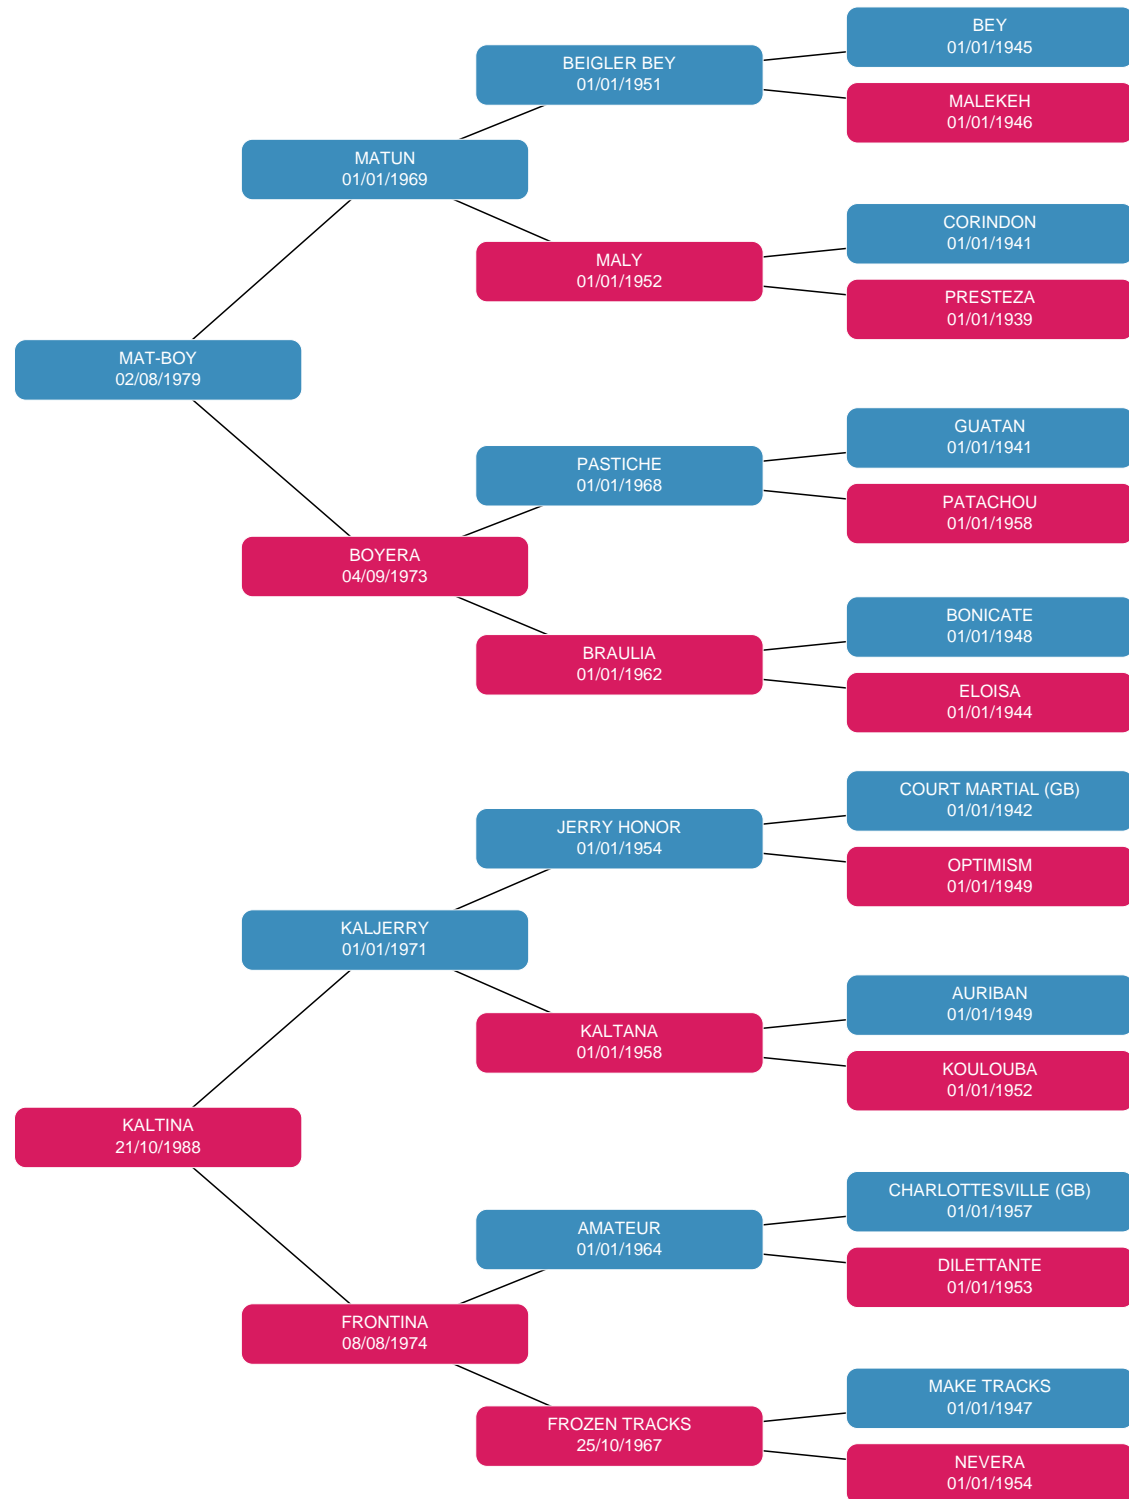 BEY
01/01/1945
BEIGLER BEY
01/01/1951
MALEKEH
01/01/1946
MATUN
01/01/1969
CORINDON
01/01/1941
MALY
01/01/1952
PRESTEZA
01/01/1939
MAT-BOY
02/08/1979
GUATAN
01/01/1941
PASTICHE
01/01/1968
PATACHOU
01/01/1958
BOYERA
04/09/1973
BONICATE
01/01/1948
BRAULIA
01/01/1962
ELOISA
01/01/1944
COURT MARTIAL (GB)
01/01/1942
JERRY HONOR
01/01/1954
OPTIMISM
01/01/1949
KALJERRY
01/01/1971
AURIBAN
01/01/1949
KALTANA
01/01/1958
KOULOUBA
01/01/1952
KALTINA
21/10/1988
CHARLOTTESVILLE (GB)
01/01/1957
AMATEUR
01/01/1964
DILETTANTE
01/01/1953
FRONTINA
08/08/1974
MAKE TRACKS
01/01/1947
FROZEN TRACKS
25/10/1967
NEVERA
01/01/1954